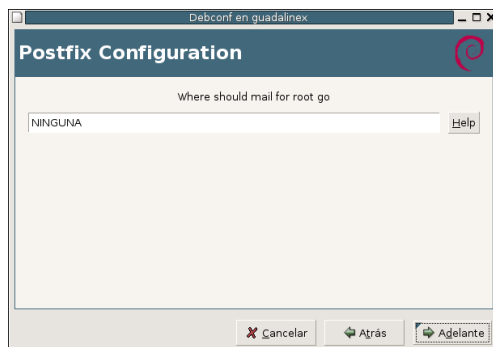 Debconf en guadalinex
Postfix Configuration
Where should mail for root go
NINGUNA
Help
Cancelar
Atrás
Adelante